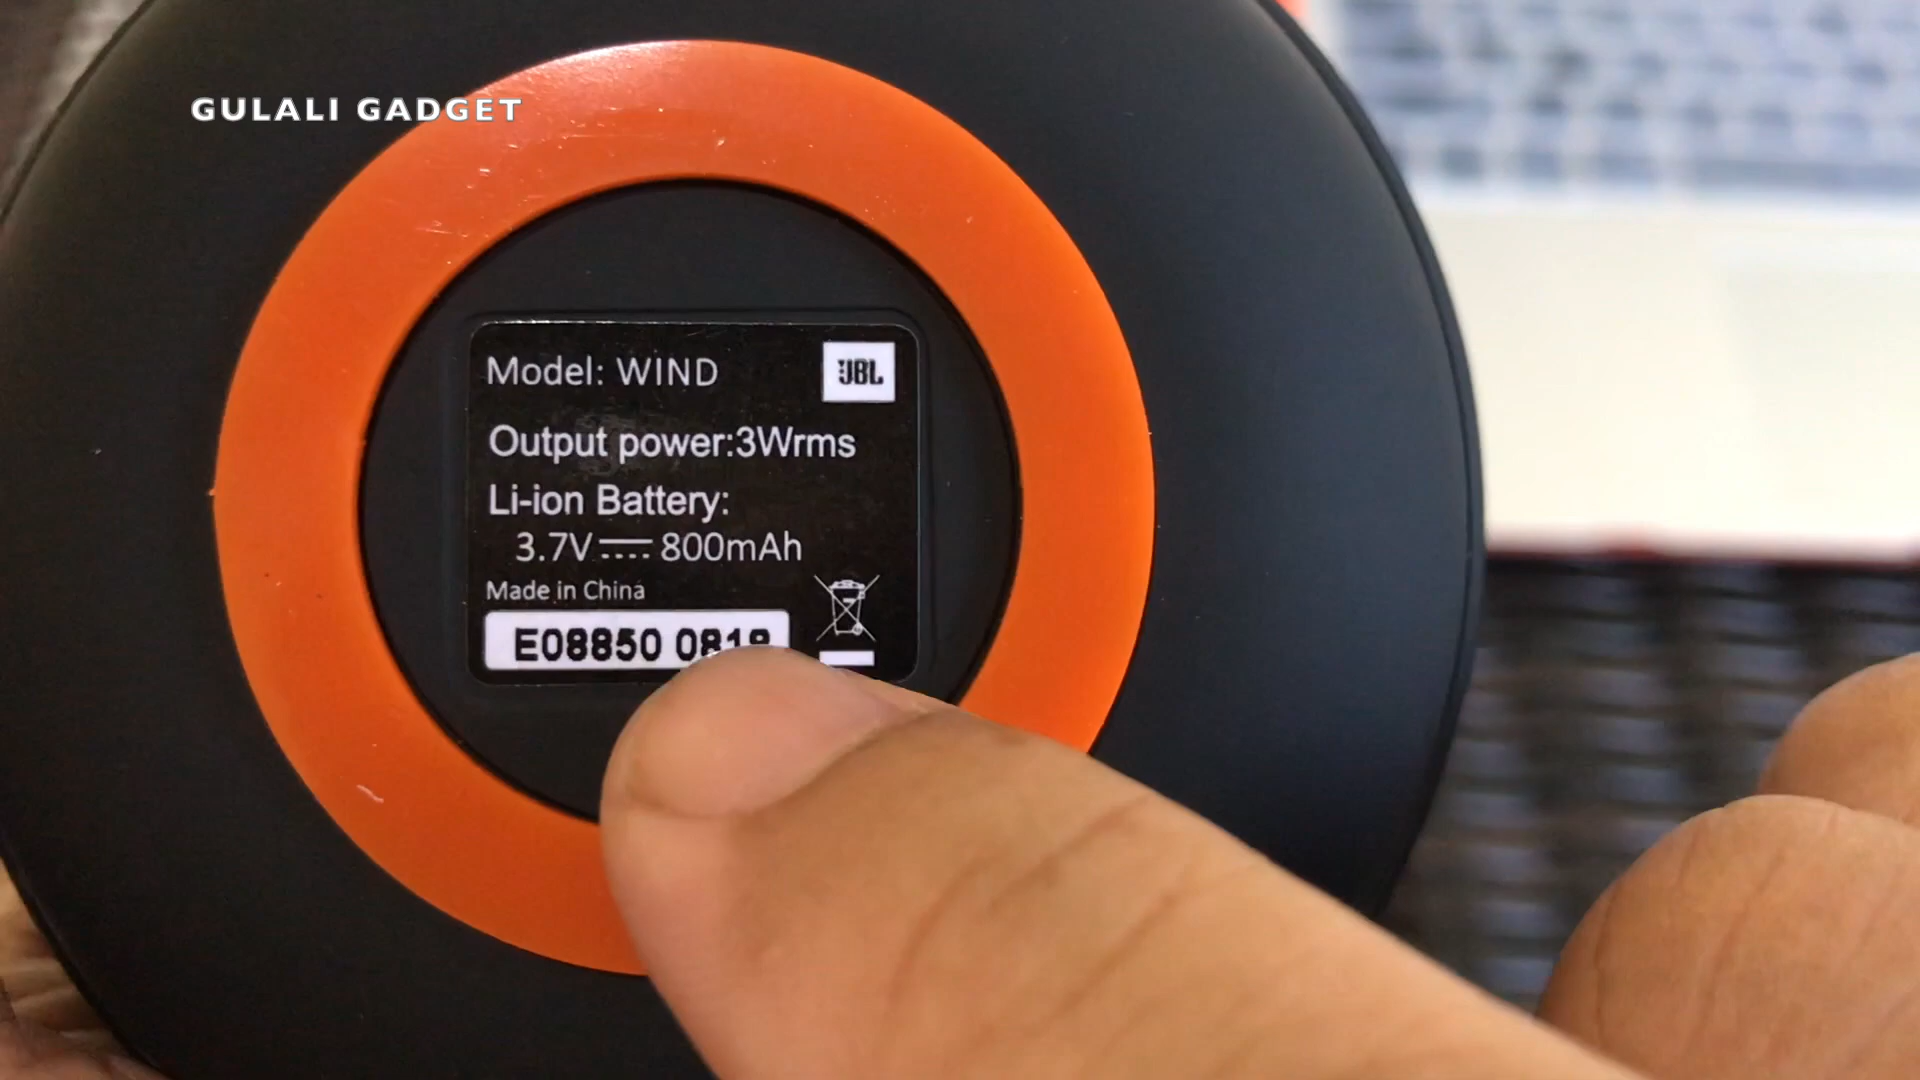 GULALI GADGET
Model: WIND
JBL
Output power:3Wrms
Li-ion Battery:
3.7V 800mAh
Made in China
E08850